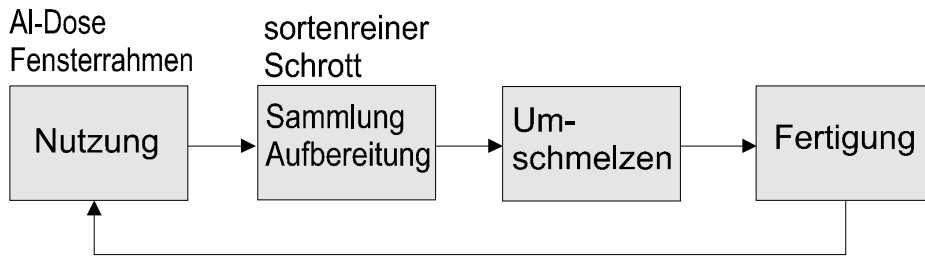 Al-Dose
Fensterrahmen
sortenreiner
Schrott
Nutzung
Sammlung
Aufbereitung
Um-
schmelzen
Fertigung